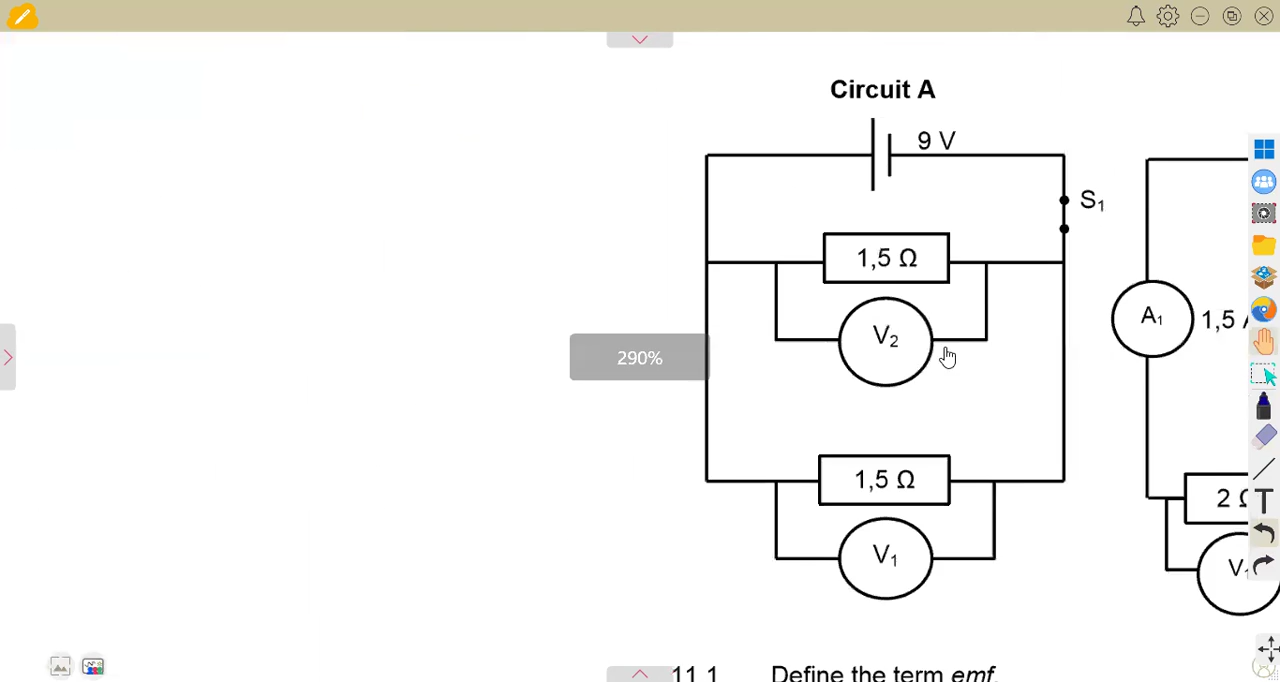 Circuit A
9 V
S₁
1,5 Ω
V₂
A₁
1,5
290%
1,5 Ω
2
V₁
T
11 1 Define the term emf.